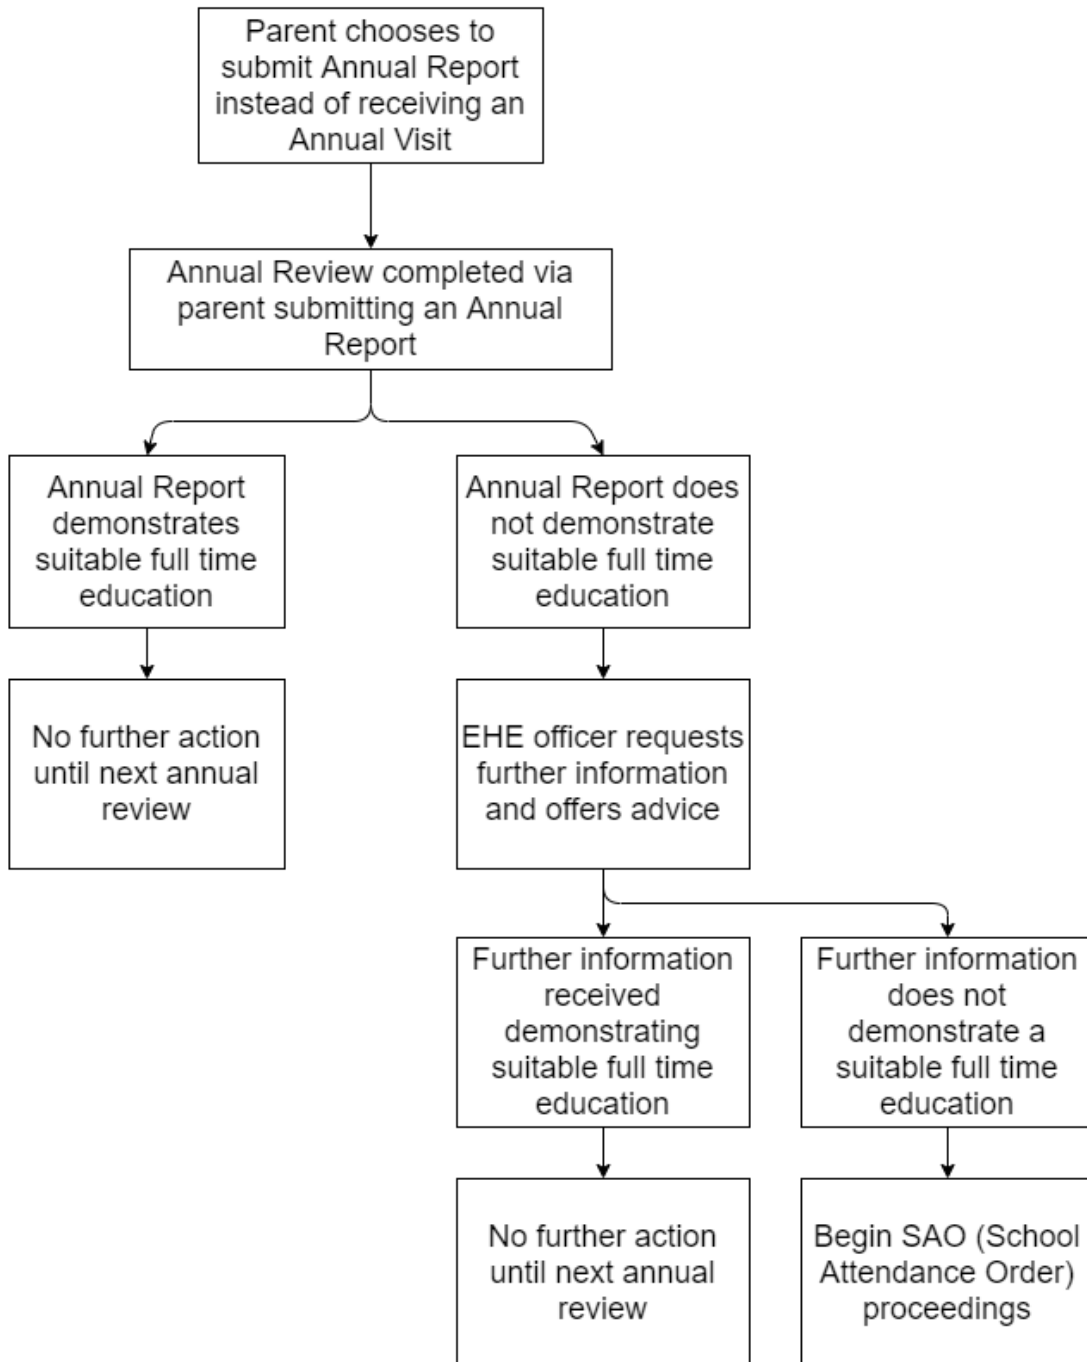 Parent chooses to
submit Annual Report
instead of receiving an
Annual Visit
Annual Review completed via
parent submitting an Annual
Report
Annual Report
demonstrates
suitable full time
education
Annual Report does
not demonstrate
suitable full time
education
No further action
until next annual
review
EHE officer requests
further information
and offers advice
Further information
received
demonstrating
suitable full time
education
Further information
does not
demonstrate a
suitable full time
education
No further action
until next annual
review
Begin SAO (School
Attendance Order)
proceedings